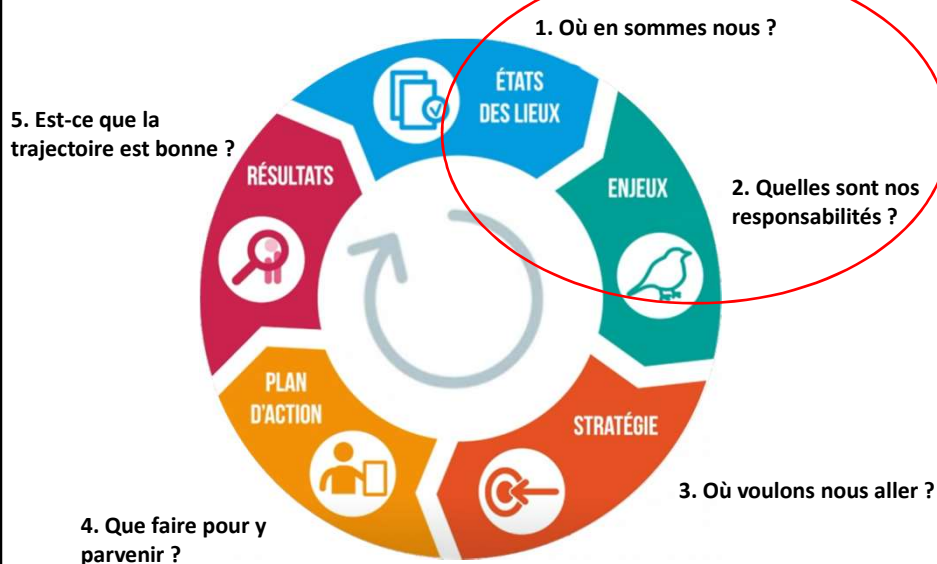 1. Où en sommes nous ?
ÉTATS
DES LIEUX
5. Est-ce que la
trajectoire est bonne ?
RÉSULTATS
ENJEUX
2. Quelles sont nos
responsabilités ?
PLAN
D'ACTION
STRATÉGIE
3. Où voulons nous aller ?
4. Que faire pour y
parvenir ?